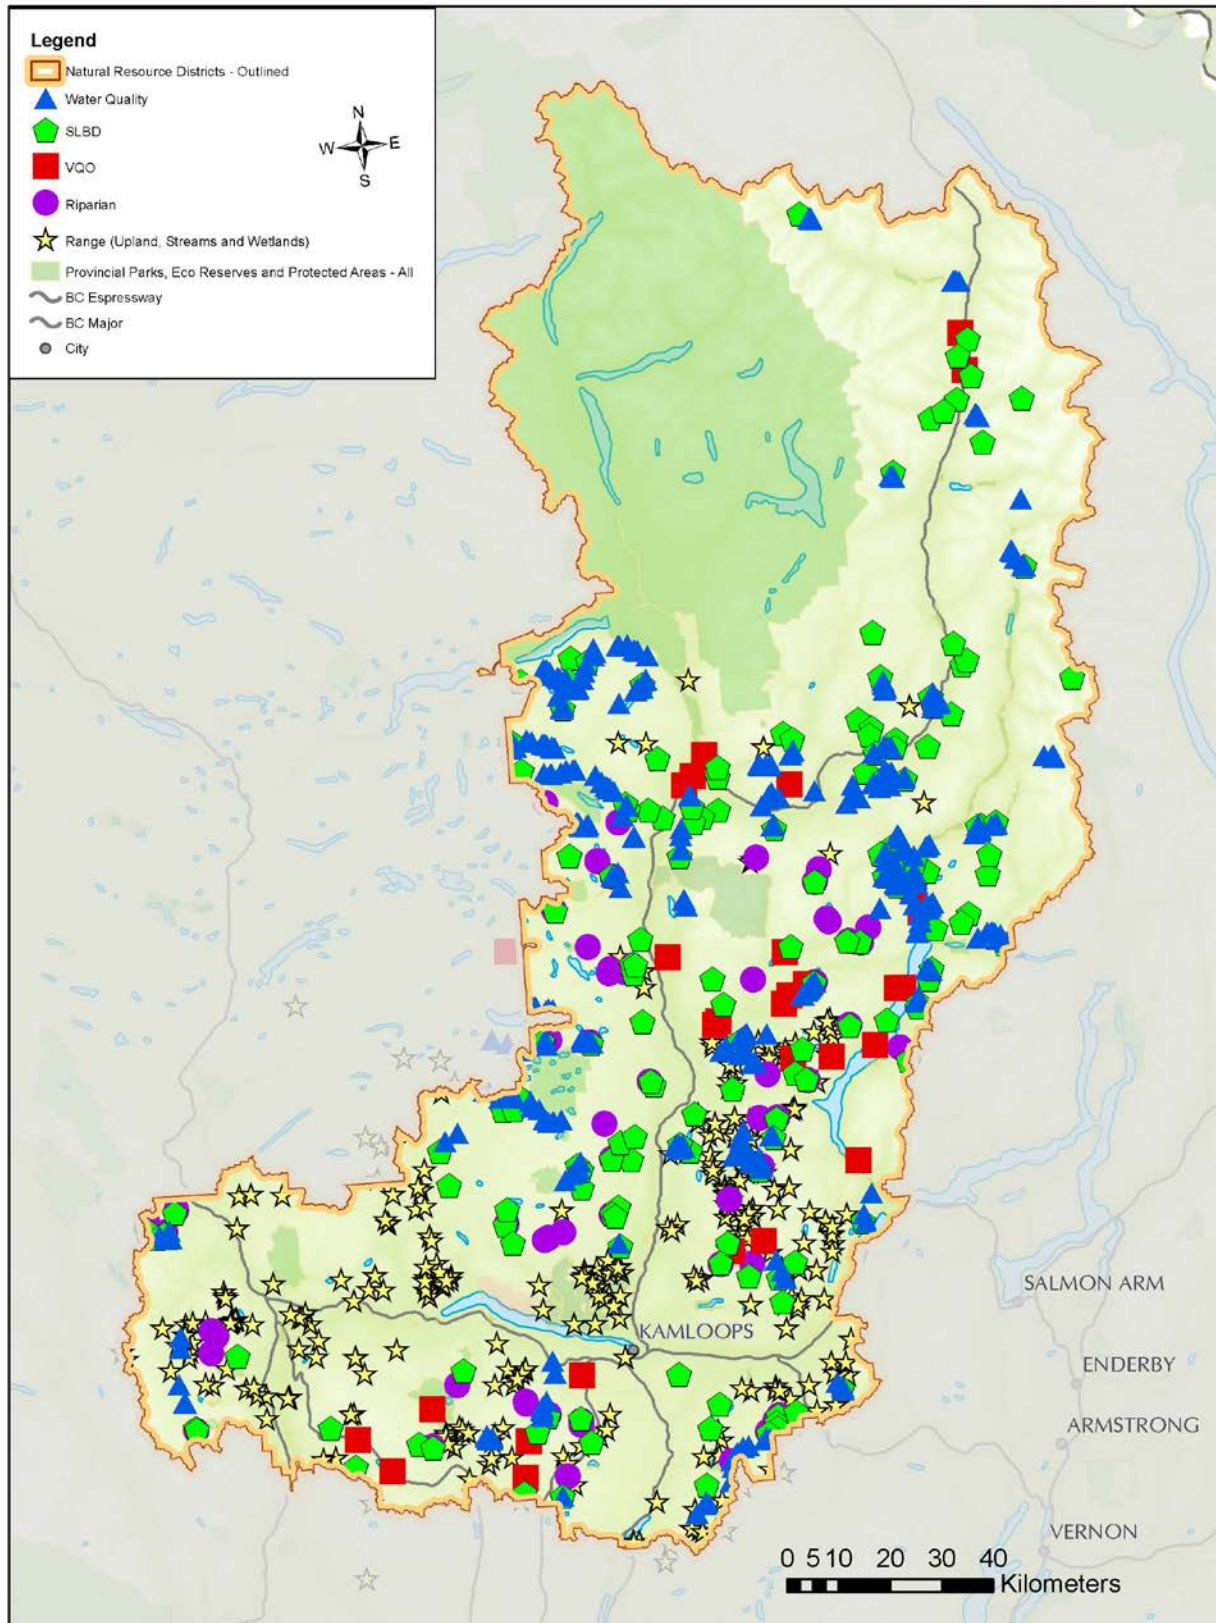 Legend
Natural Resource Districts - Outlined
Water Quality
SLBD
VQO
Riparian
Range (Upland, Streams and Wetlands)
Provincial Parks, Eco Reserves and Protected Areas - All
BC Espressway
BC Major
City
N
W E
S
SALMON ARM
KAMLOOPS
ENDERBY
ARMSTRONG
VERNON
0 5 10 20 30 40
Kilometers